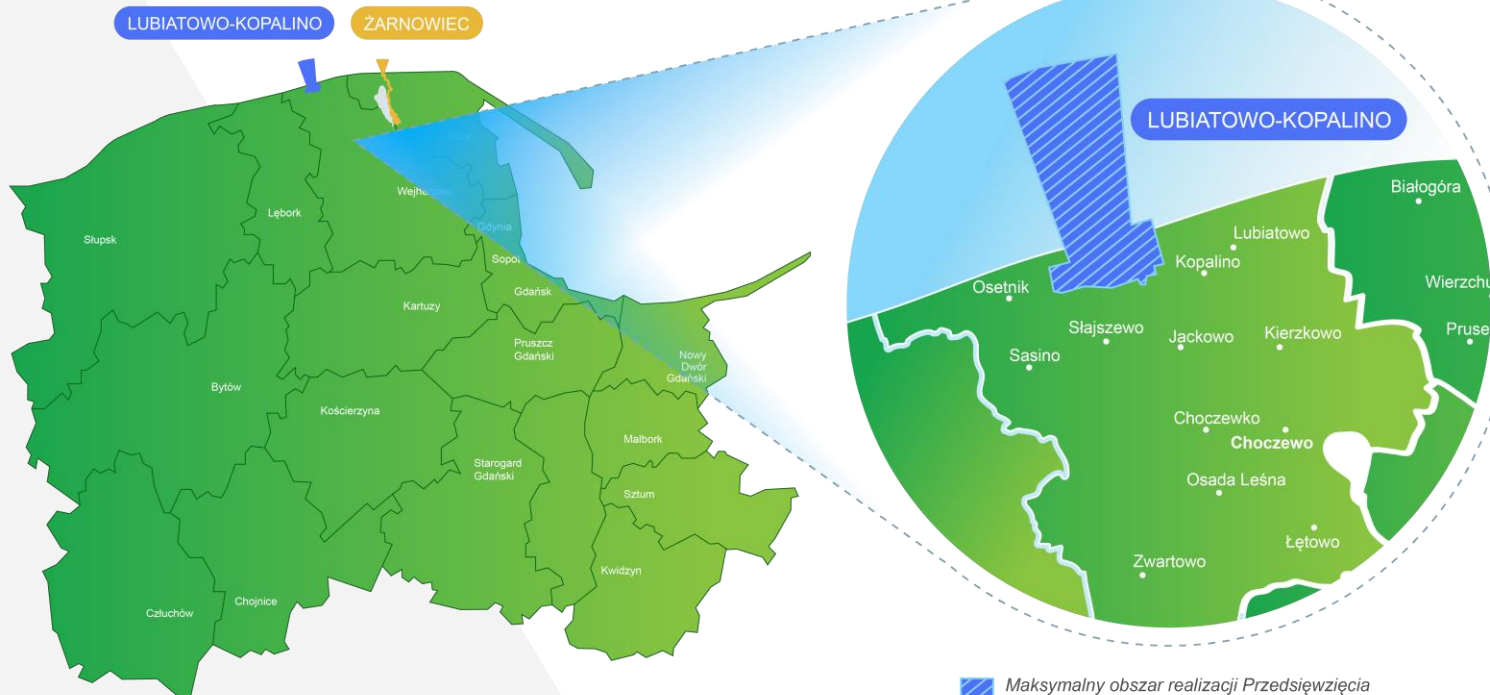 LUBIATOWO-KOPALINO
ŻARNOWIEC
Lębork
Słupsk
Gdynia
Sopot
Gdańsk
Kartuzy
Pruszcz
Gdański
Nowy
Dwór
Gdański
Bytów
Kościerzyna
Malbork
Starogard
Gdański
Sztum
Kwidzyn
Chojnice
Człuchów
LUBIATOWO-KOPALINO
Białogóra
Lubiatowo
Kopalino
Osetnik
Wierzchu
Słajszewo
Jackowo
Kierzkowo
Pruse
Sasino
Choczewko
Choczewo
Osada Leśna
Łętowo
Zwartowo
Maksymalny obszar realizacji Przedsięwzięcia